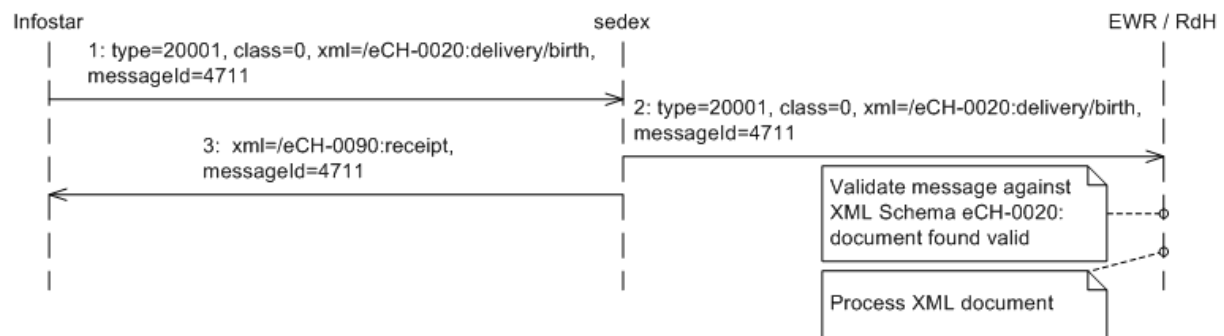 Infostar
sedex
EWR / RdH
1: type=20001, class=0, xml=/eCH-0020:delivery/birth,
messageId=4711
2: type=20001, class=0, xml=/eCH-0020:delivery/birth,
messageId=4711
3:  xml=/eCH-0090:receipt,
messageId=4711
Validate message against
XML Schema eCH-0020:
document found valid
Process XML document